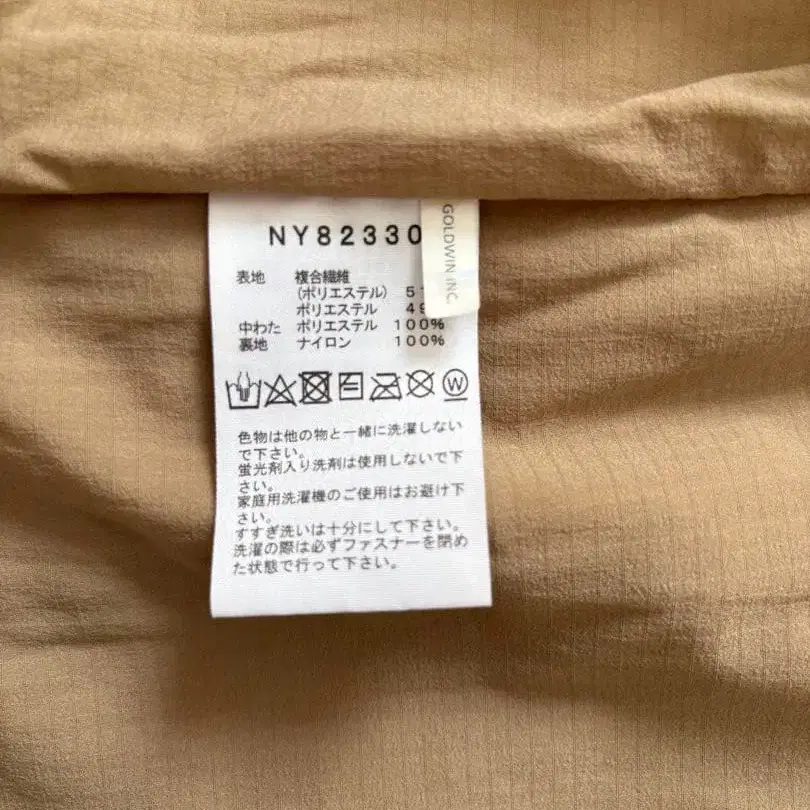 NY82330
GOLDWIN INC.
表地 複合繊維
(ポリエステル) 5
ポリエステル 49
中わた ポリエステル 100%
裏地 ナイロン 100%
W
色物は他の物と一緒に洗濯しない
で下さい。
蛍光剤入り洗剤は使用しないで下
さい。
家庭用洗濯機のご使用はお避け下
さい。
すすぎ洗いは十分にして下さい。
洗濯の際は必ずファスナーを閉め
た状態で行って下さい。